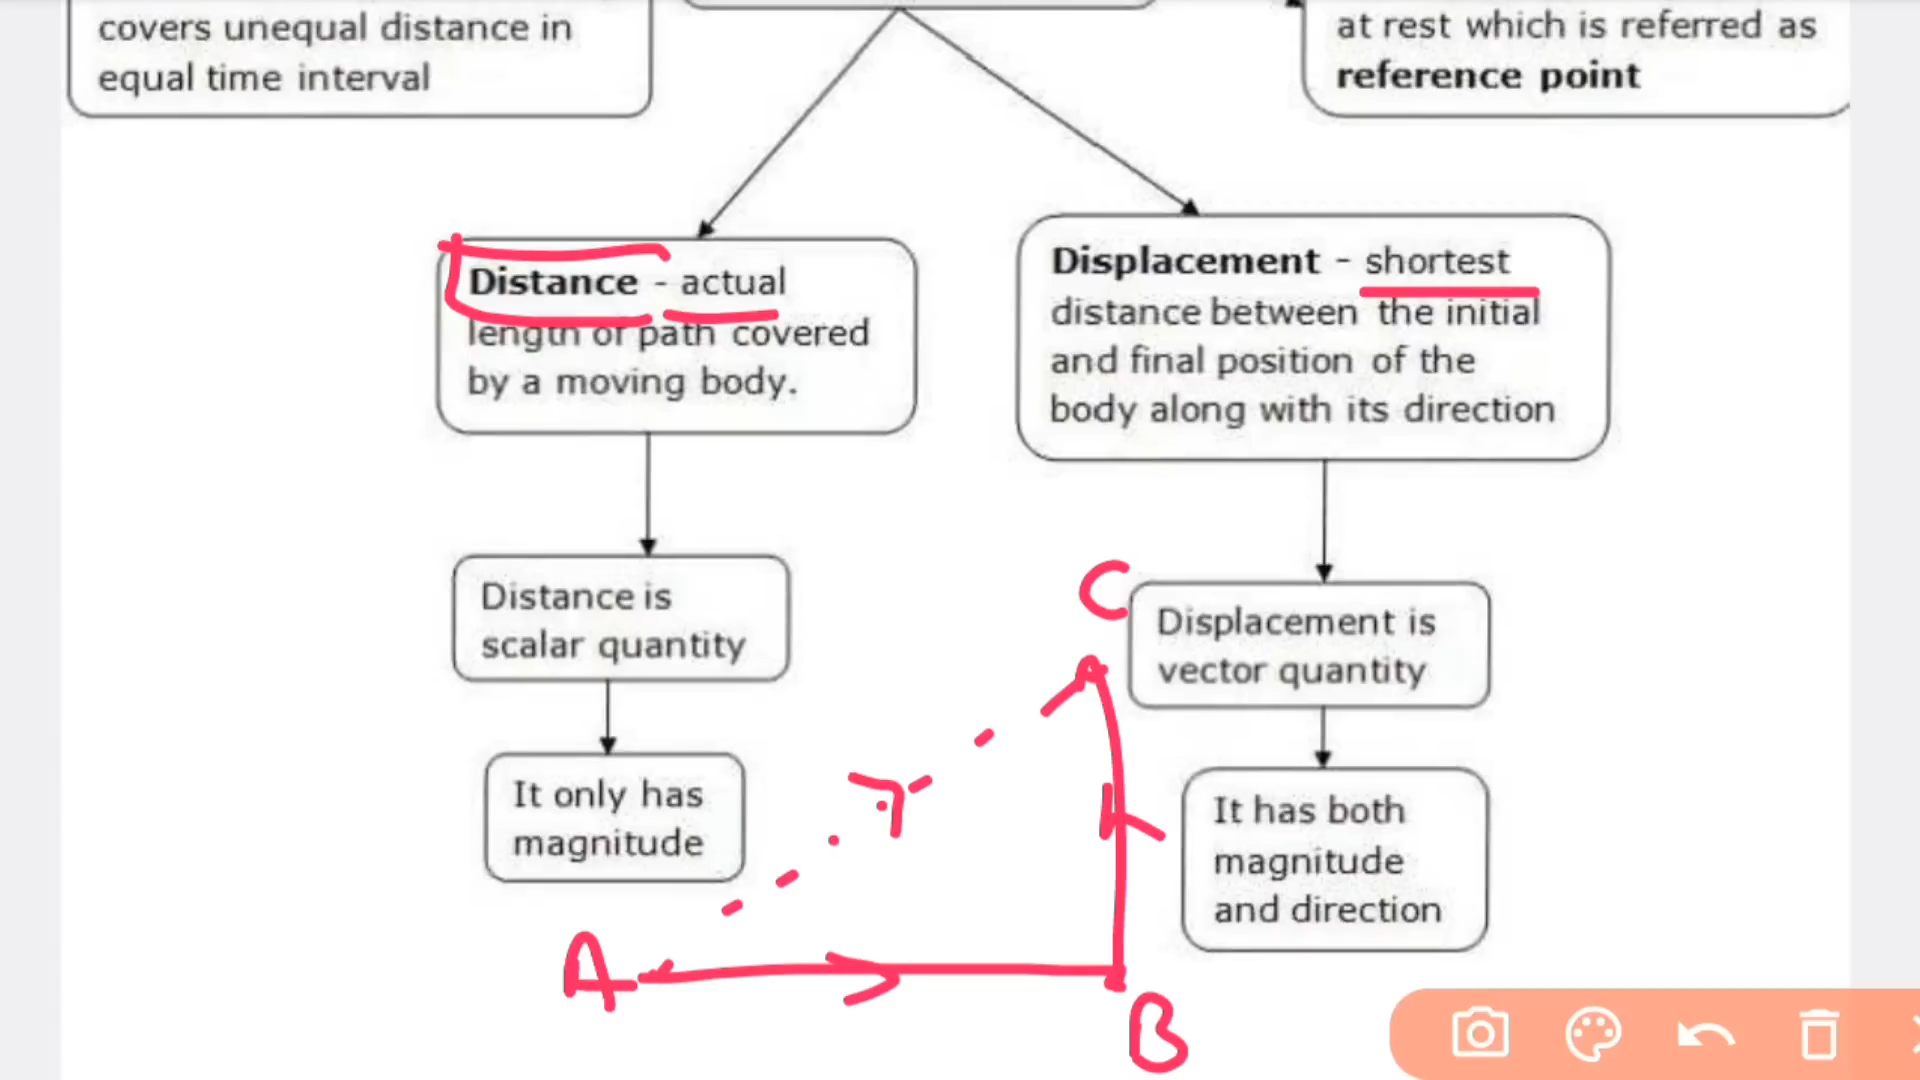 covers unequal distance in
equal time interval
at rest which is referred as
reference point
Distance - actual
length of path covered
by a moving body.
Displacement - shortest
distance between the initial
and final position of the
body along with its direction
Distance is
scalar quantity
It only has
magnitude
Displacement is
vector quantity
It has both
magnitude
and direction
C
A
B